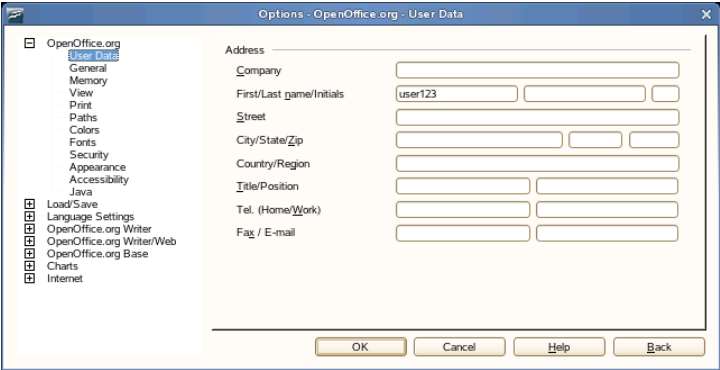 Options - OpenOffice.org - User Data
OpenOffice.org
User Data
General
Memory
View
Print
Paths
Colors
Fonts
Security
Appearance
Accessibility
Java
Load/Save
Language Settings
OpenOffice.org Writer
OpenOffice.org Writer/Web
OpenOffice.org Base
Charts
Internet
Address
Company
First/Last name/Initials user123
Street
City/State/Zip
Country/Region
Title/Position
Tel. (Home/Work)
Fax / E-mail
OK Cancel Help Back